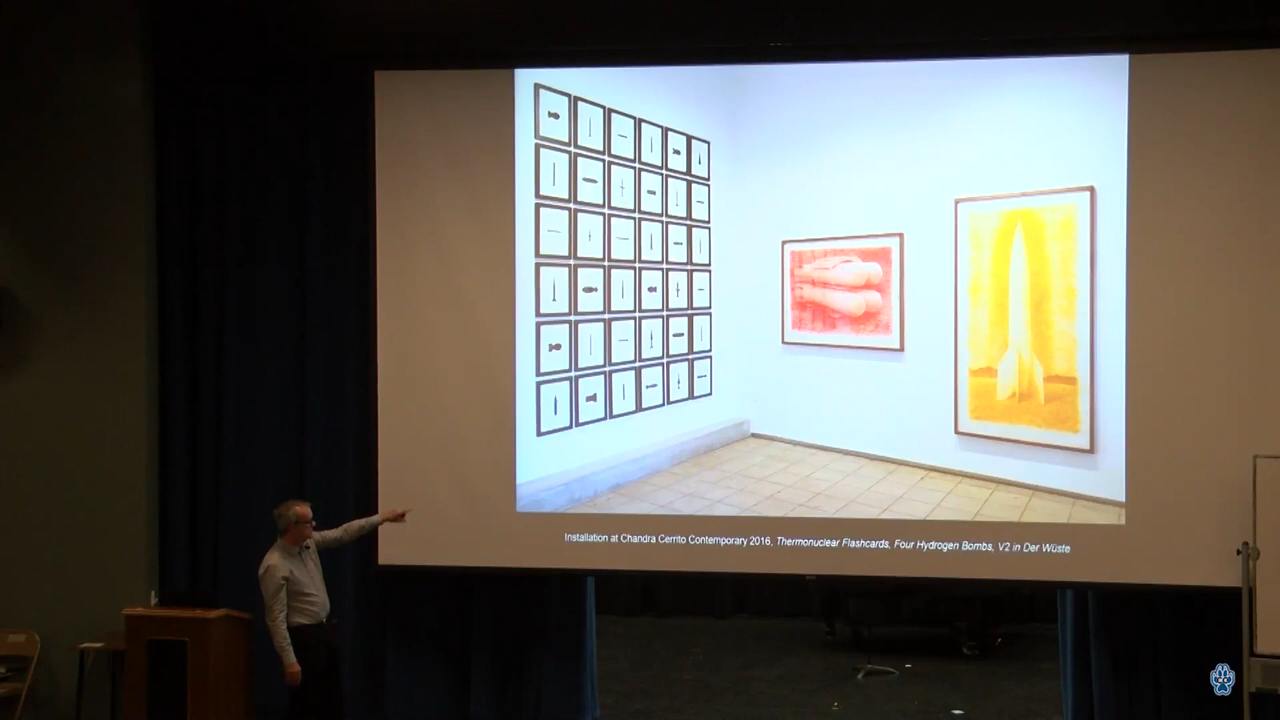 Installation at Chandra Cerrito Contemporary 2016, Thermonuclear Flashcards, Four Hydrogen Bombs, V2 in Der Wüste